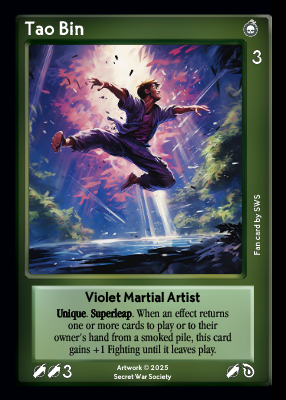 Tao Bin
3
Fan card by SWS
Violet Martial Artist
Unique. Superleap. When an effect returns
one or more cards to play or to their
owner's hand from a smoked pile, this card
gains +1 Fighting until it leaves play.
3
Artwork © 2025
Secret War Society